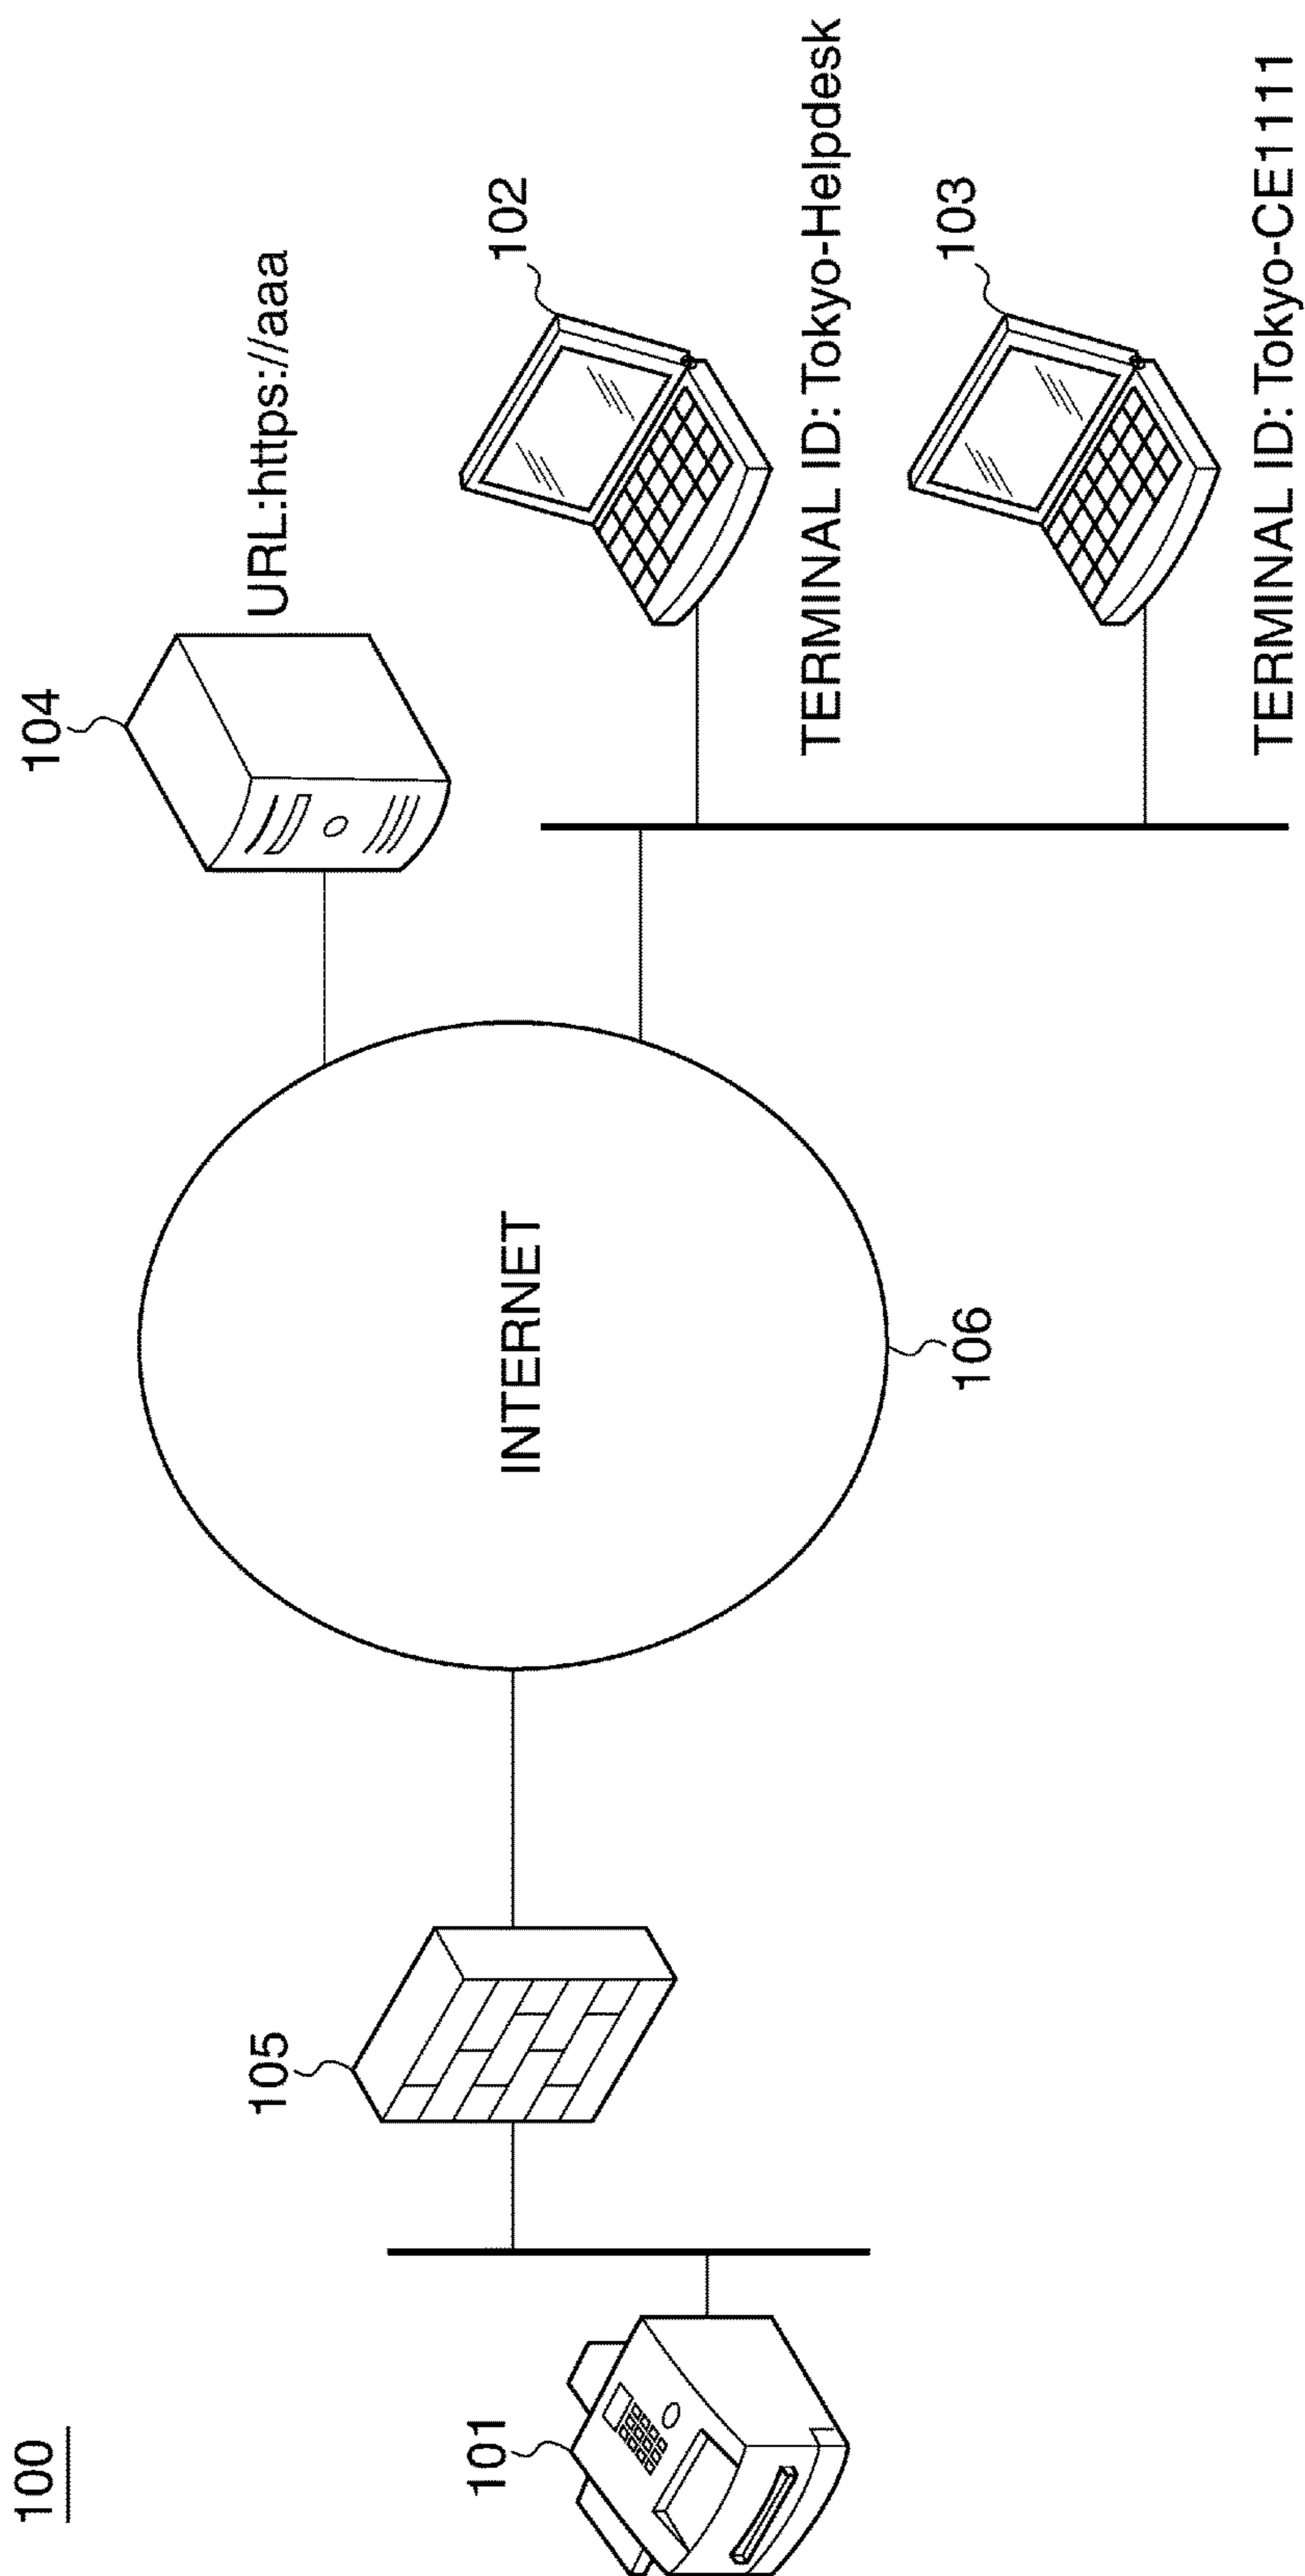 100
104
URL:https://aaa
105
102
101
INTERNET
TERMINAL ID: Tokyo-Helpdesk
103
106
TERMINAL ID: Tokyo-CE1111